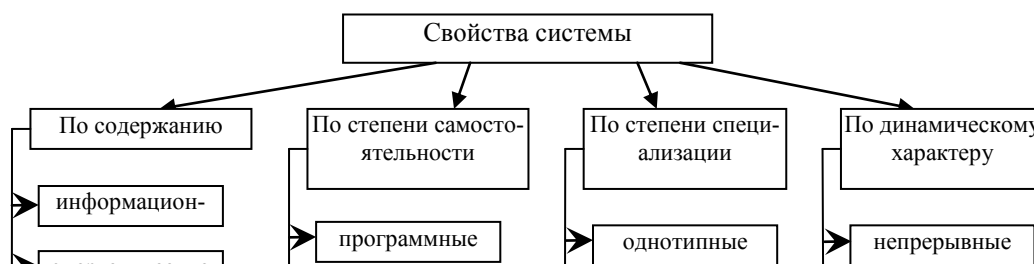 Свойства системы
По содержанию
По степени самосто-
ятельности
По степени специ-
ализации
По динамическому
характеру
информацион-
программные
однотипные
непрерывные